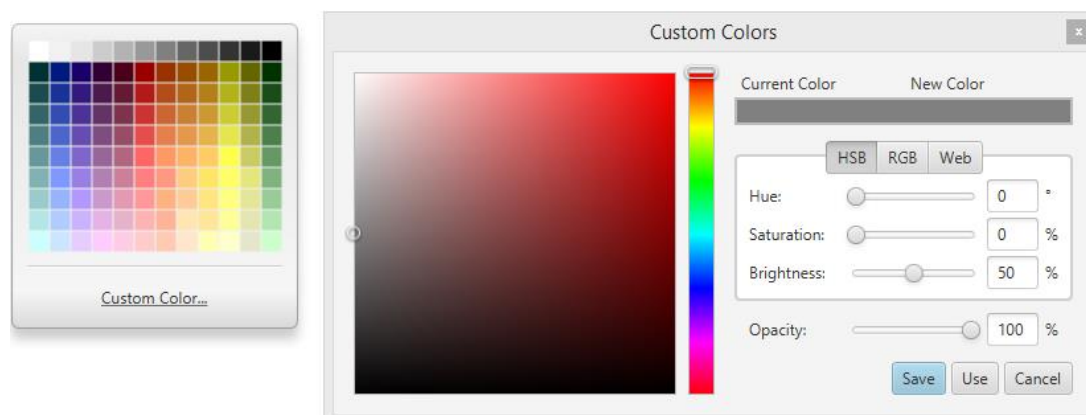 Custom Color...
Custom Colors
x
Current Color New Color
HSB RGB Web
Hue: 0 °
Saturation: 0 %
Brightness: 50 %
Opacity: 100 %
Save Use Cancel